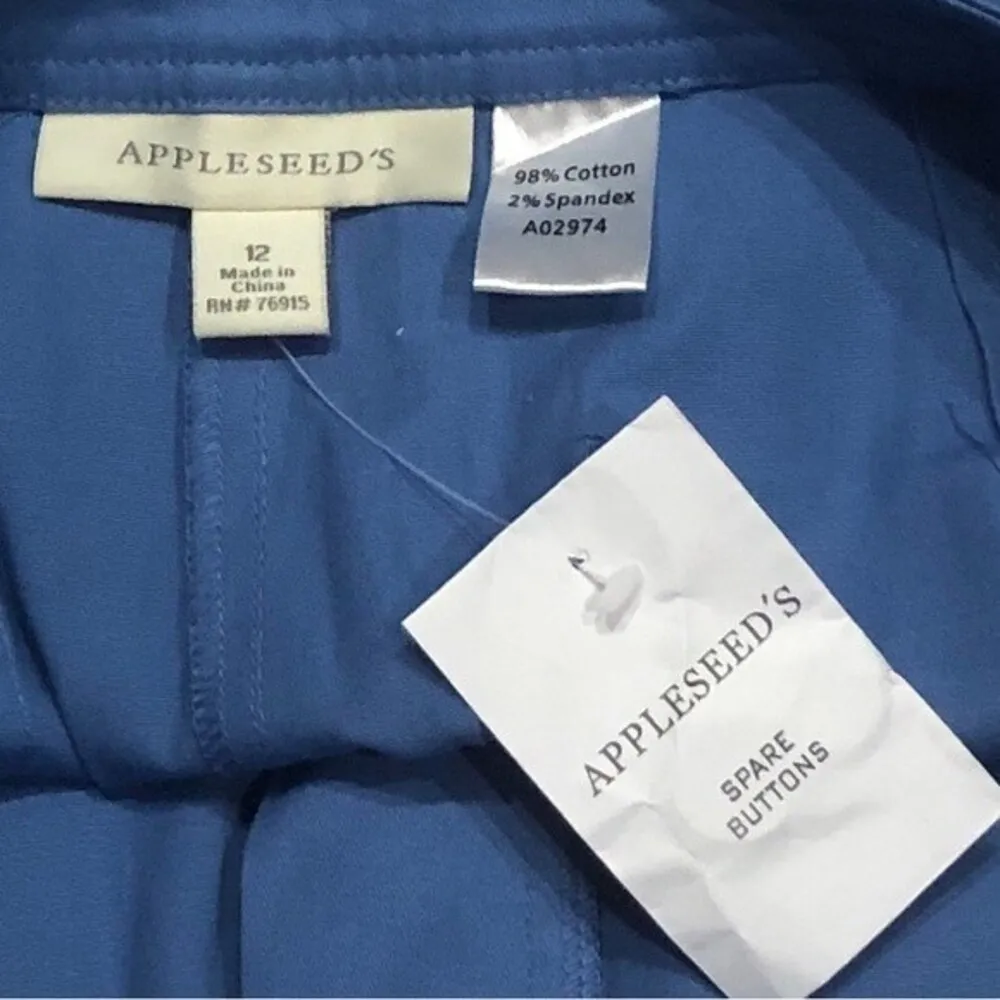 APPLESEED'S
12
Made in
China
RN# 76915
98% Cotton
2% Spandex
A02974
APPLESEED'S
SPARE
BUTTONS